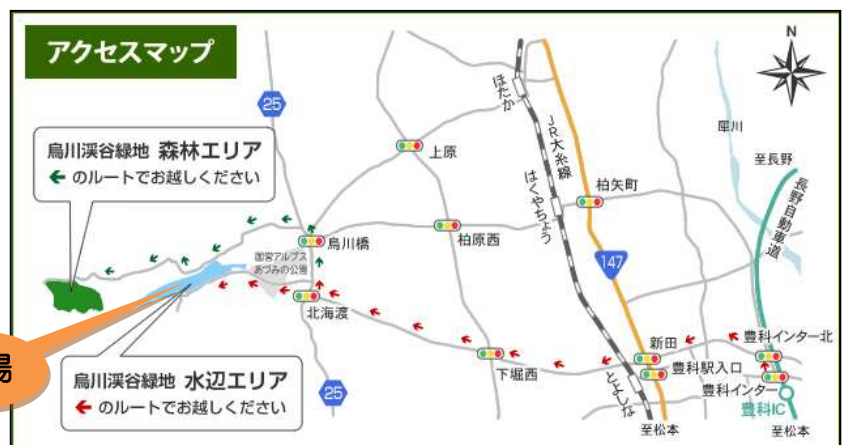 アクセスマップ
N
25
ほたか
JR大糸線
犀川
至長野
長野自動車道
烏川渓谷緑地 森林エリア
← のルートでお越しください
上原
はくやちょう
柏矢町
烏川橋
柏原西
国営アルプス
あづみの公園
147
北海渡
場
烏川渓谷緑地 水辺エリア
← のルートでお越しください
25
下堀西
とよしな
新田
豊科駅入口
豊科インター北
豊科インター
豊科IC
至松本
至松本